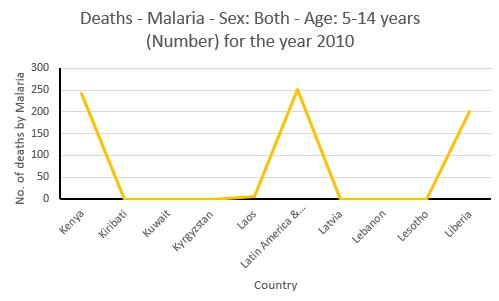 Deaths - Malaria - Sex: Both - Age: 5-14 years
(Number) for the year 2010
No. of deaths by Malaria
300
250
200
150
100
50
0
Kenya
Kiribati
Kuwait
Kyrgyzstan
Laos
Latin America &...
Latvia
Lebanon
Lesotho
Liberia
Country